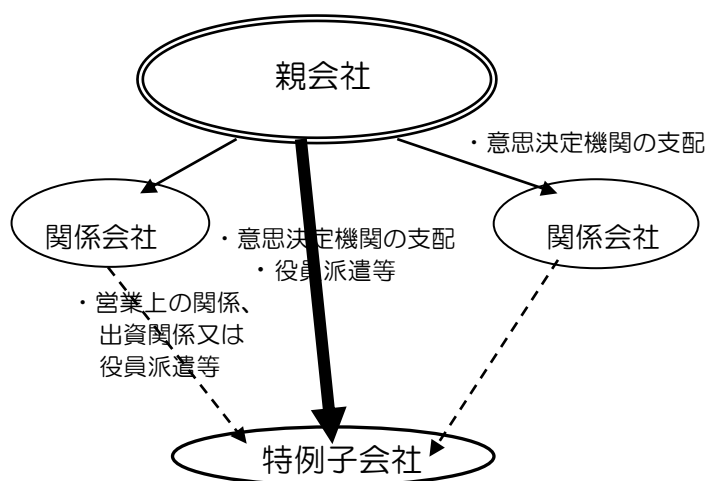 親会社
・意思決定機関の支配
関係会社
・意思決定機関の支配
・役員派遣等
関係会社
・営業上の関係、
出資関係又は
役員派遣等
特例子会社